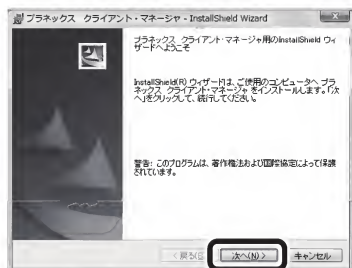 プラネックス クライアント・マネージャ - InstallShield Wizard
プラネックス クライアント・マネージャ用のInstallShield ウィ
ザードへようこそ
InstallShield(R) ウィザードは、ご使用のコンピュータへ プラ
ネックス クライアント・マネージャ をインストールします。「次
へ」をクリックして、続行してください。
警告: このプログラムは、著作権法および国際協定によって保護
されています。
< 戻る(B)
次へ(N) >
キャンセル